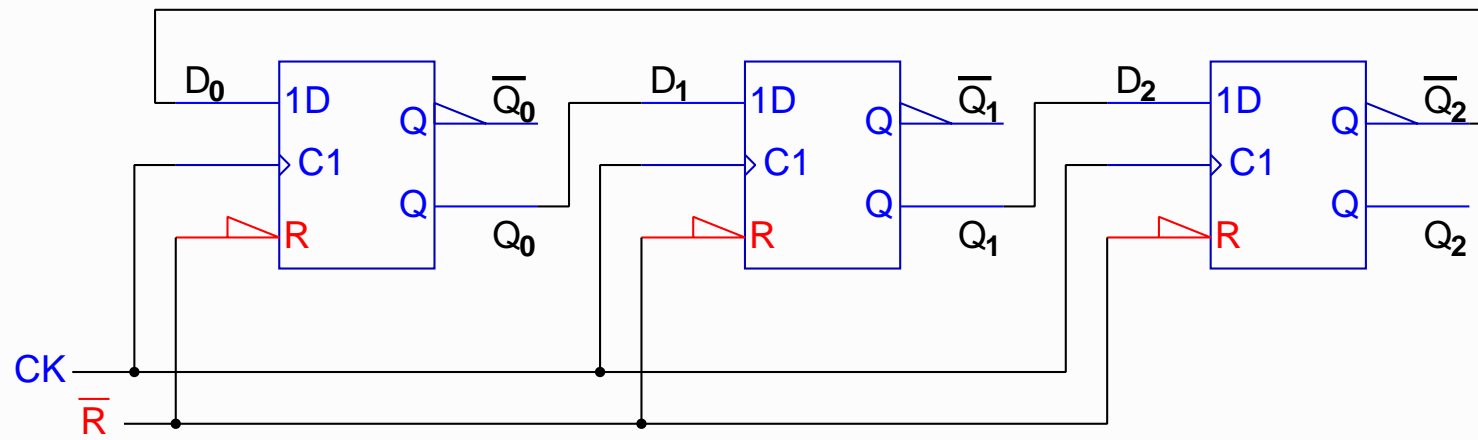 D₀ 1D Q̅₀ D₁ 1D Q̅₁ D₂ 1D Q̅₂
Q Q Q
C1 C1 C1
Q Q Q
R Q₀ R Q₁ R Q₂
CK
R̅